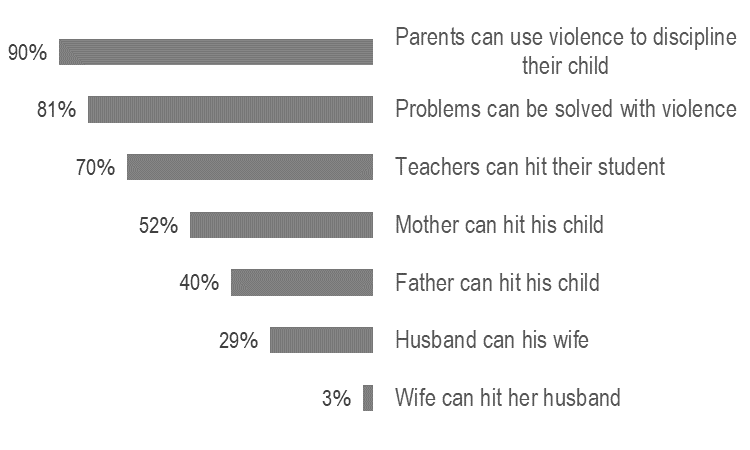 90% Parents can use violence to discipline
their child
81% Problems can be solved with violence
70% Teachers can hit their student
52% Mother can hit his child
40% Father can hit his child
29% Husband can his wife
3% Wife can hit her husband